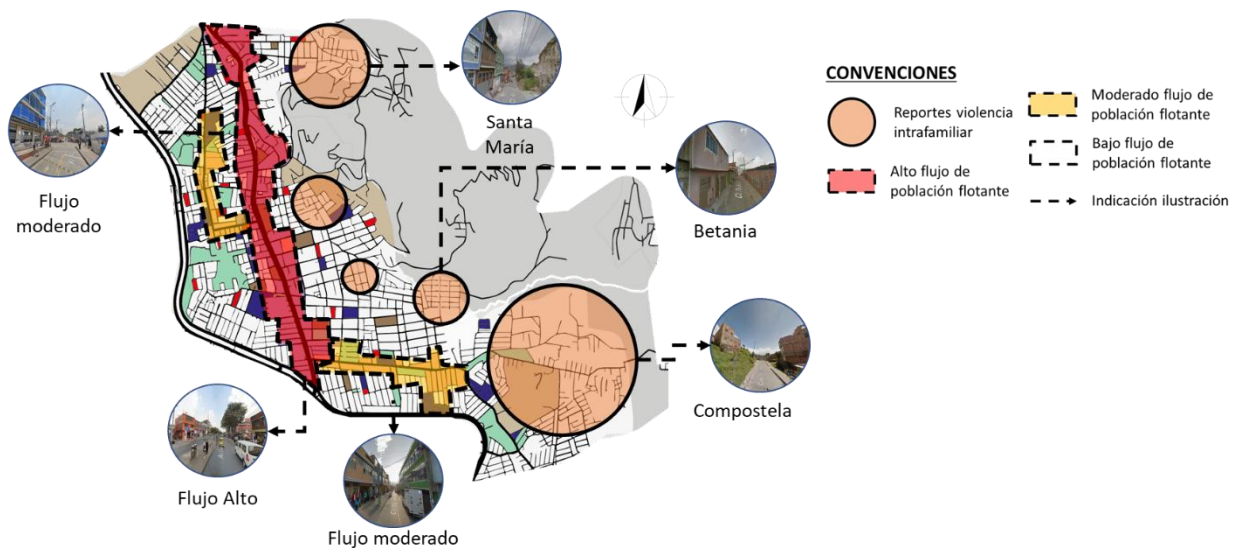 Santa
María
Flujo
moderado
Betania
Compostela
Flujo Alto
Flujo moderado
CONVENCIONES
Reportes violencia
intrafamiliar
Alto flujo de
población flotante
Moderado flujo de
población flotante
Bajo flujo de
población flotante
Indicación ilustración